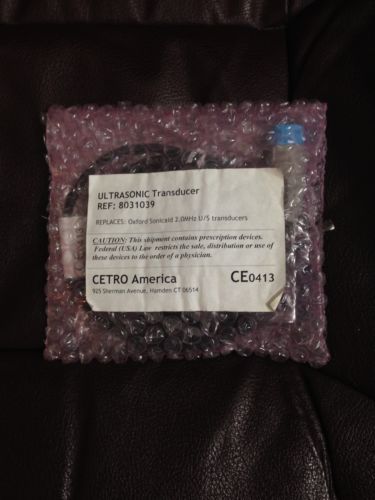 ULTRASONIC Transducer
REF: 8031039
REPLACES: Oxford Sonicaid 2.0MHz U/S transducers
CAUTION: This shipment contains prescription devices.
Federal (USA) Law restricts the sale, distribution or use of
these devices to the order of a physician.
CETRO America CE0413
925 Sherman Avenue, Hamden CT 06514